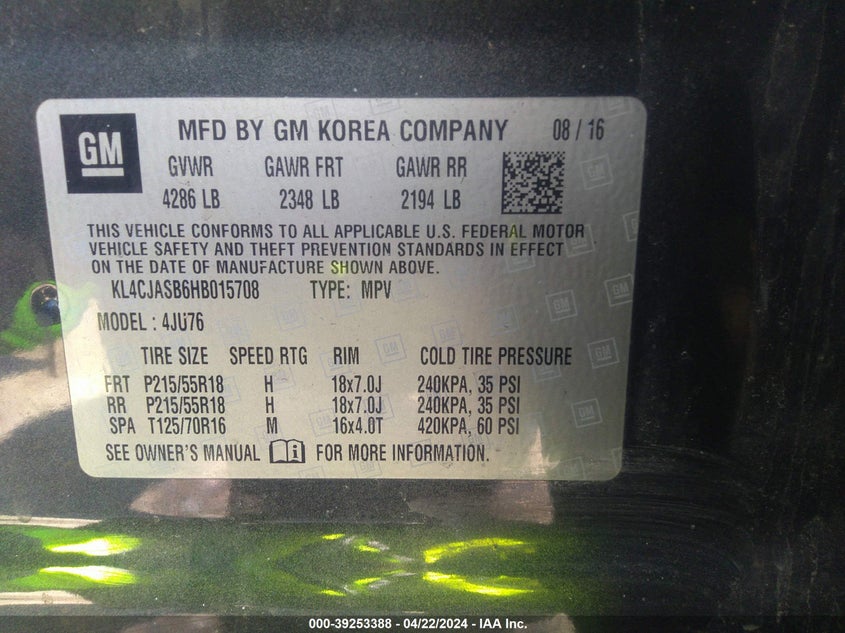 GM MFD BY GM KOREA COMPANY 08 / 16
GVWR GAWR FRT GAWR RR
4286 LB 2348 LB 2194 LB
THIS VEHICLE CONFORMS TO ALL APPLICABLE U.S. FEDERAL MOTOR
VEHICLE SAFETY AND THEFT PREVENTION STANDARDS IN EFFECT
ON THE DATE OF MANUFACTURE SHOWN ABOVE.
KL4CJASB6HB015708 TYPE: MPV
MODEL : 4JU76
TIRE SIZE SPEED RTG RIM COLD TIRE PRESSURE
FRT P215/55R18 H 18x7.0J 240KPA, 35 PSI
RR P215/55R18 H 18x7.0J 240KPA, 35 PSI
SPA T125/70R16 M 16x4.0T 420KPA, 60 PSI
SEE OWNER'S MANUAL FOR MORE INFORMATION.
000-39253388 - 04/22/2024 - IAA Inc.